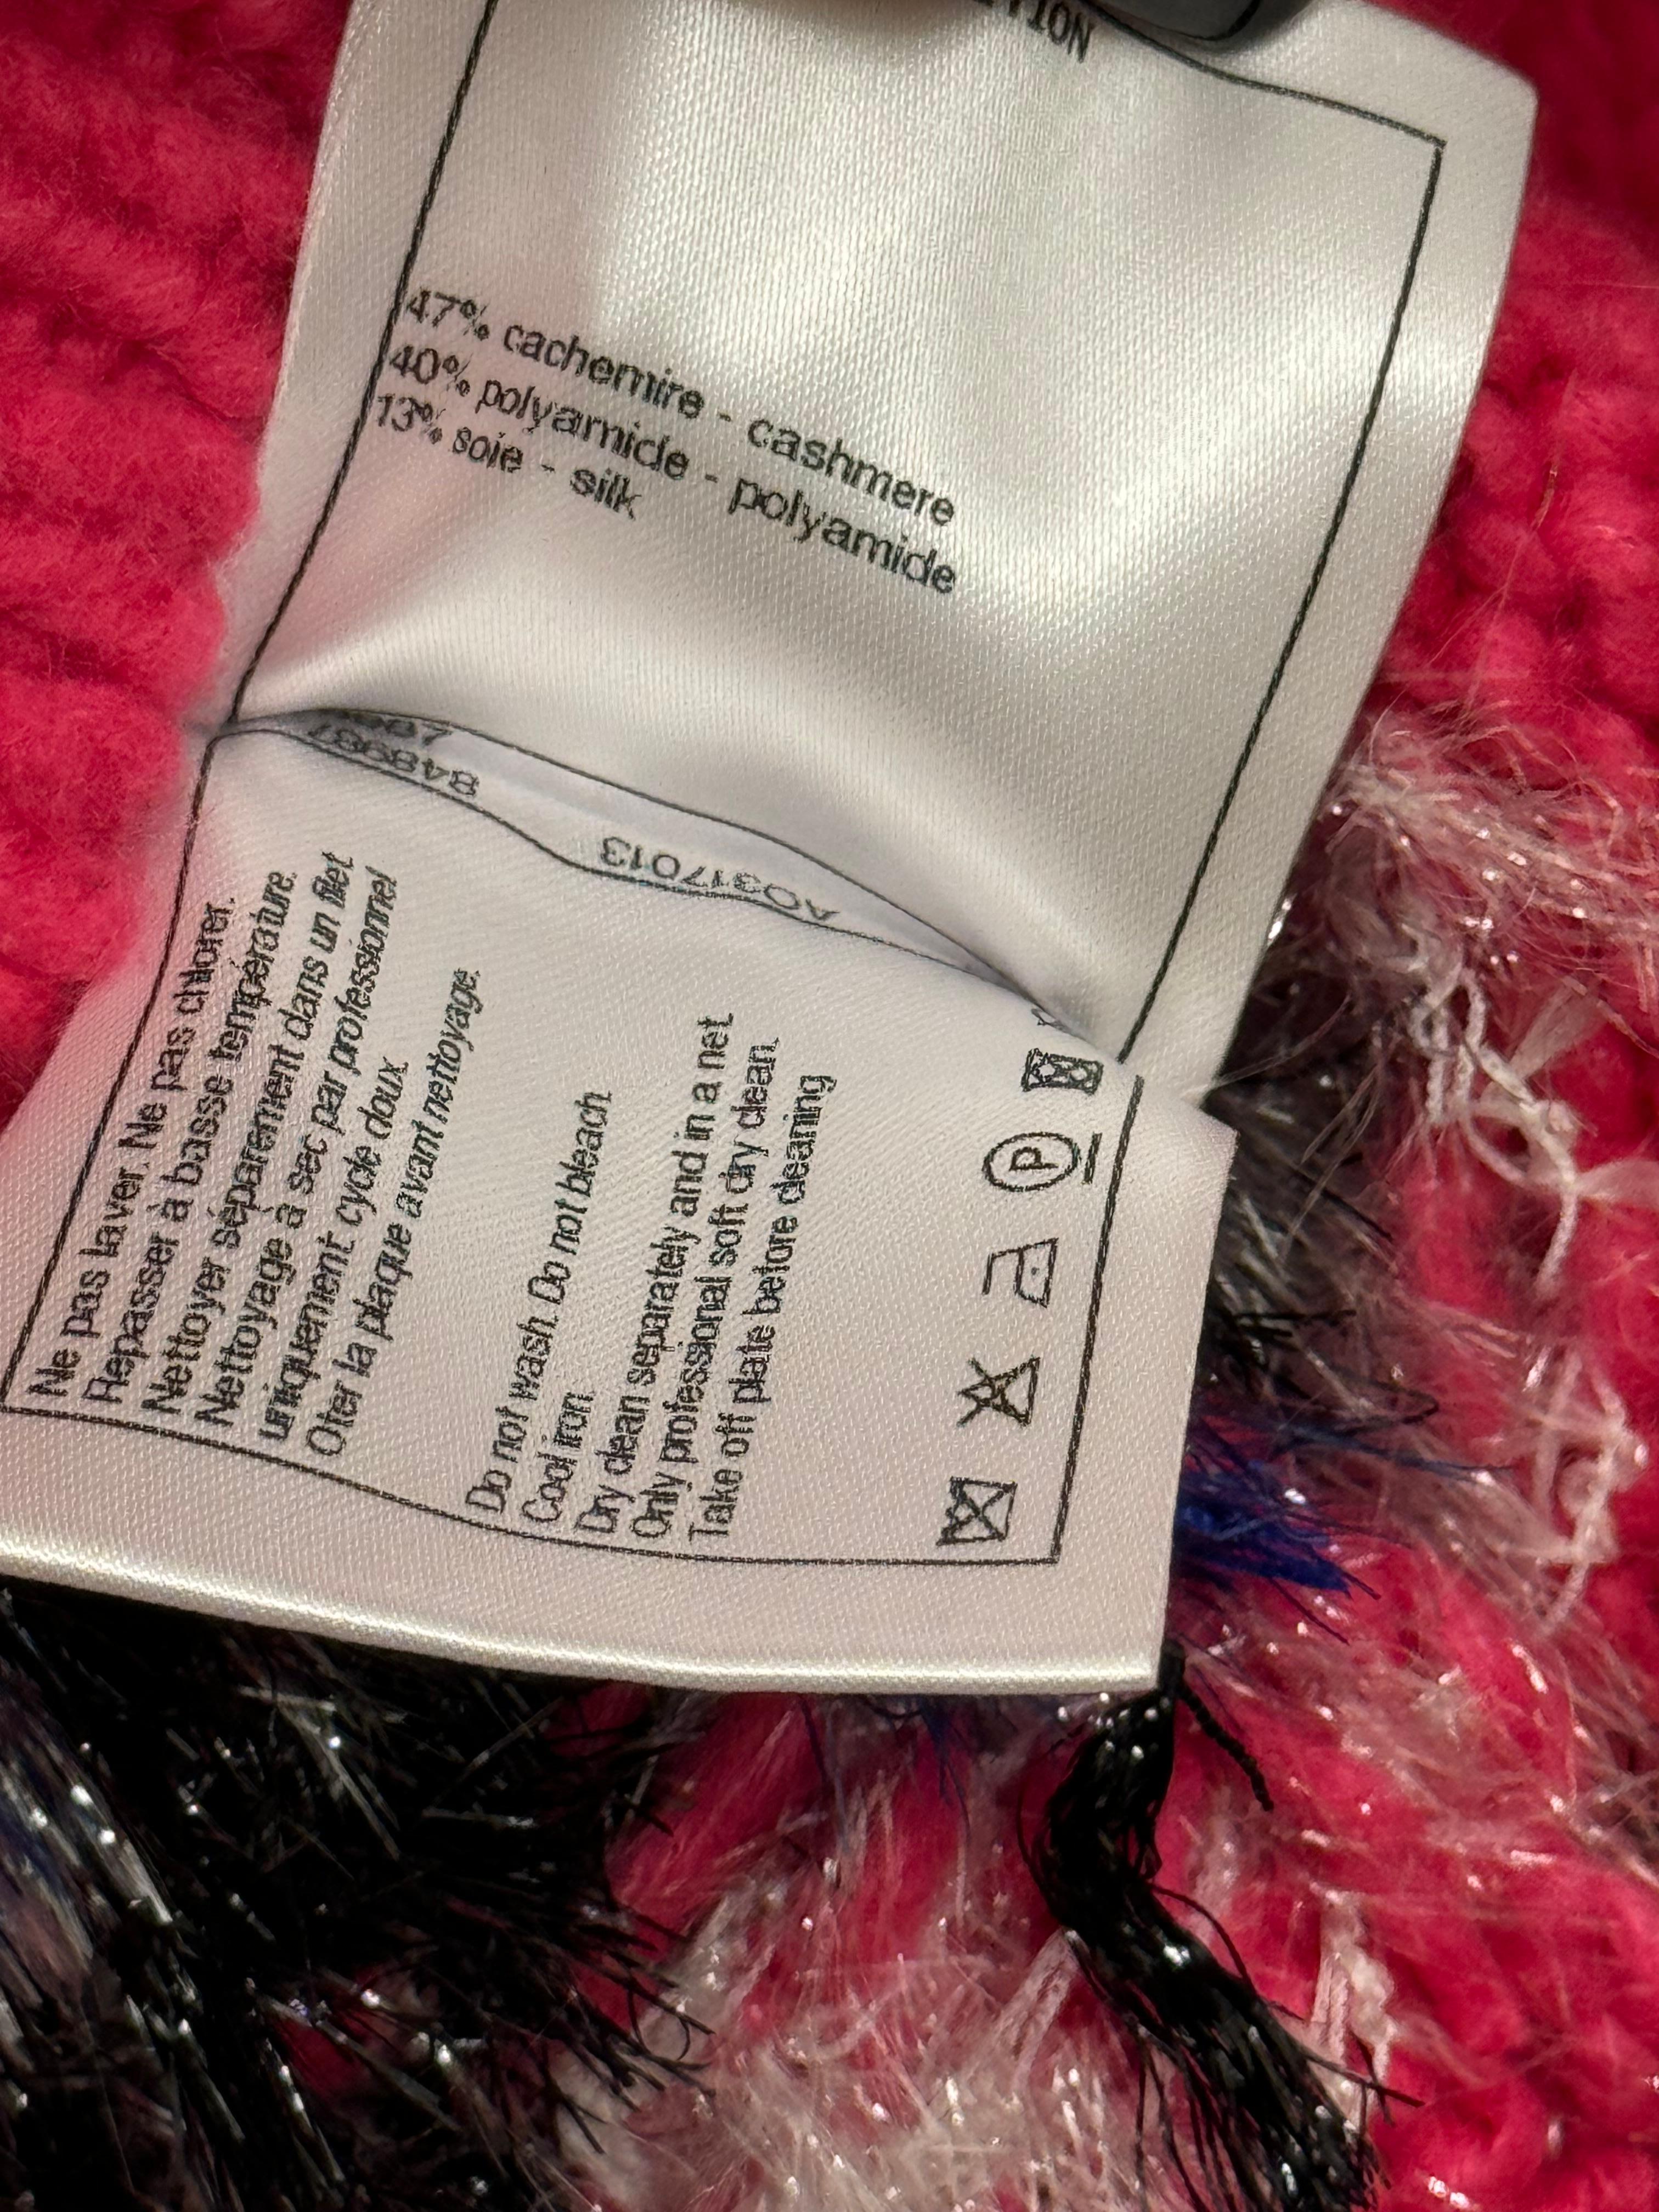 47% cachemire - cashmere
40% polyamide - polyamide
13% soie - silk
848998
A0317013
Ne pas laver. Ne pas chlorer.
Repasser à basse température.
Nettoyer séparément dans un filet
Nettoyage à sec par professionnel
uniquement cycle doux.
Oter la plaque avant nettoyage.
Do not wash. Do not bleach.
Cool iron.
Dry clean separately and in a net
Only professional soft dry clean.
Take off plate before cleaning
P